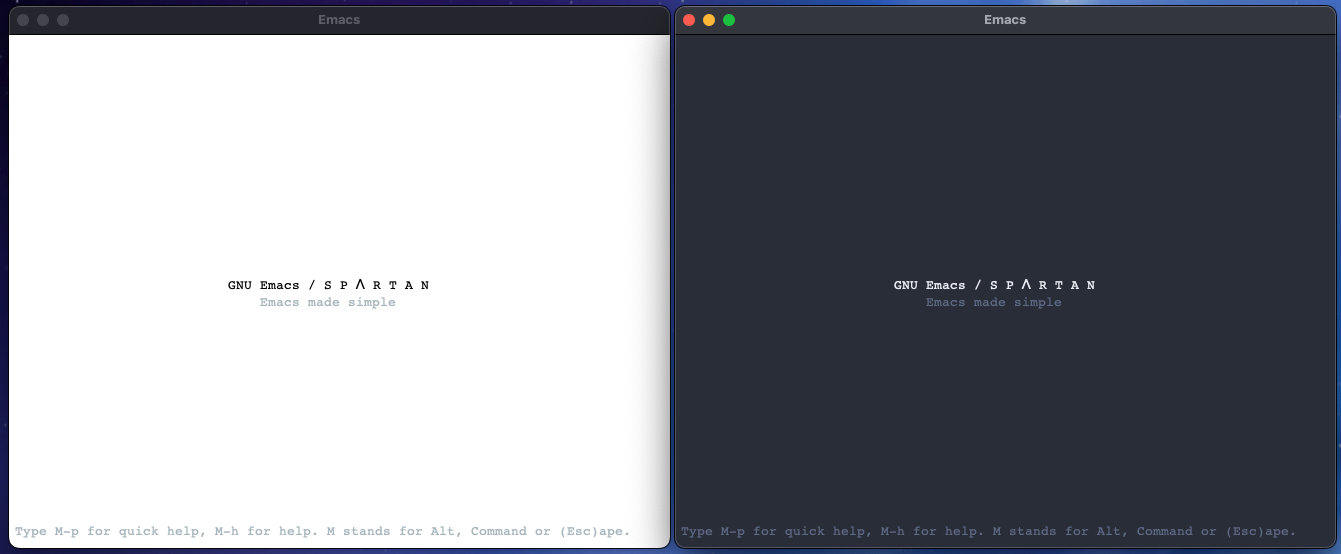 Emacs
GNU Emacs / S P Λ R T A N
Emacs made simple
Type M-p for quick help, M-h for help. M stands for Alt, Command or (Esc)ape.
Emacs
GNU Emacs / S P Λ R T A N
Emacs made simple
Type M-p for quick help, M-h for help. M stands for Alt, Command or (Esc)ape.